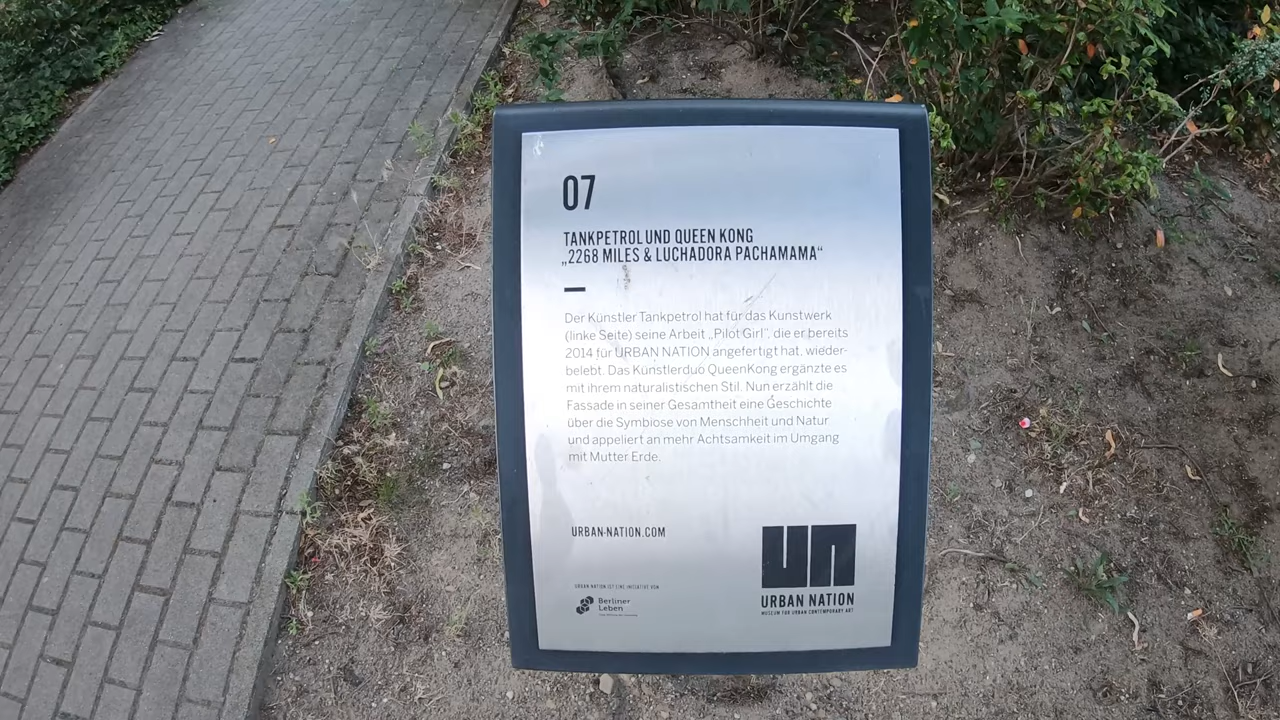 07
TANKPETROL UND QUEEN KONG
„2268 MILES & LUCHADORA PACHAMAMA“
Der Künstler Tankpetrol hat für das Kunstwerk
(linke Seite) seine Arbeit „Pilot Girl“, die er bereits
2014 für URBAN NATION angefertigt hat, wieder-
belebt. Das Künstlerduo QueenKong ergänzte es
mit ihrem naturalistischen Stil. Nun erzählt die
Fassade in seiner Gesamtheit eine Geschichte
über die Symbiose von Menschheit und Natur
und appeliert an mehr Achtsamkeit im Umgang
mit Mutter Erde.
URBAN-NATION.COM
URBAN NATION IST EINE INITIATIVE VON
Berliner
Leben
un
URBAN NATION
MUSEUM FOR URBAN CONTEMPORARY ART